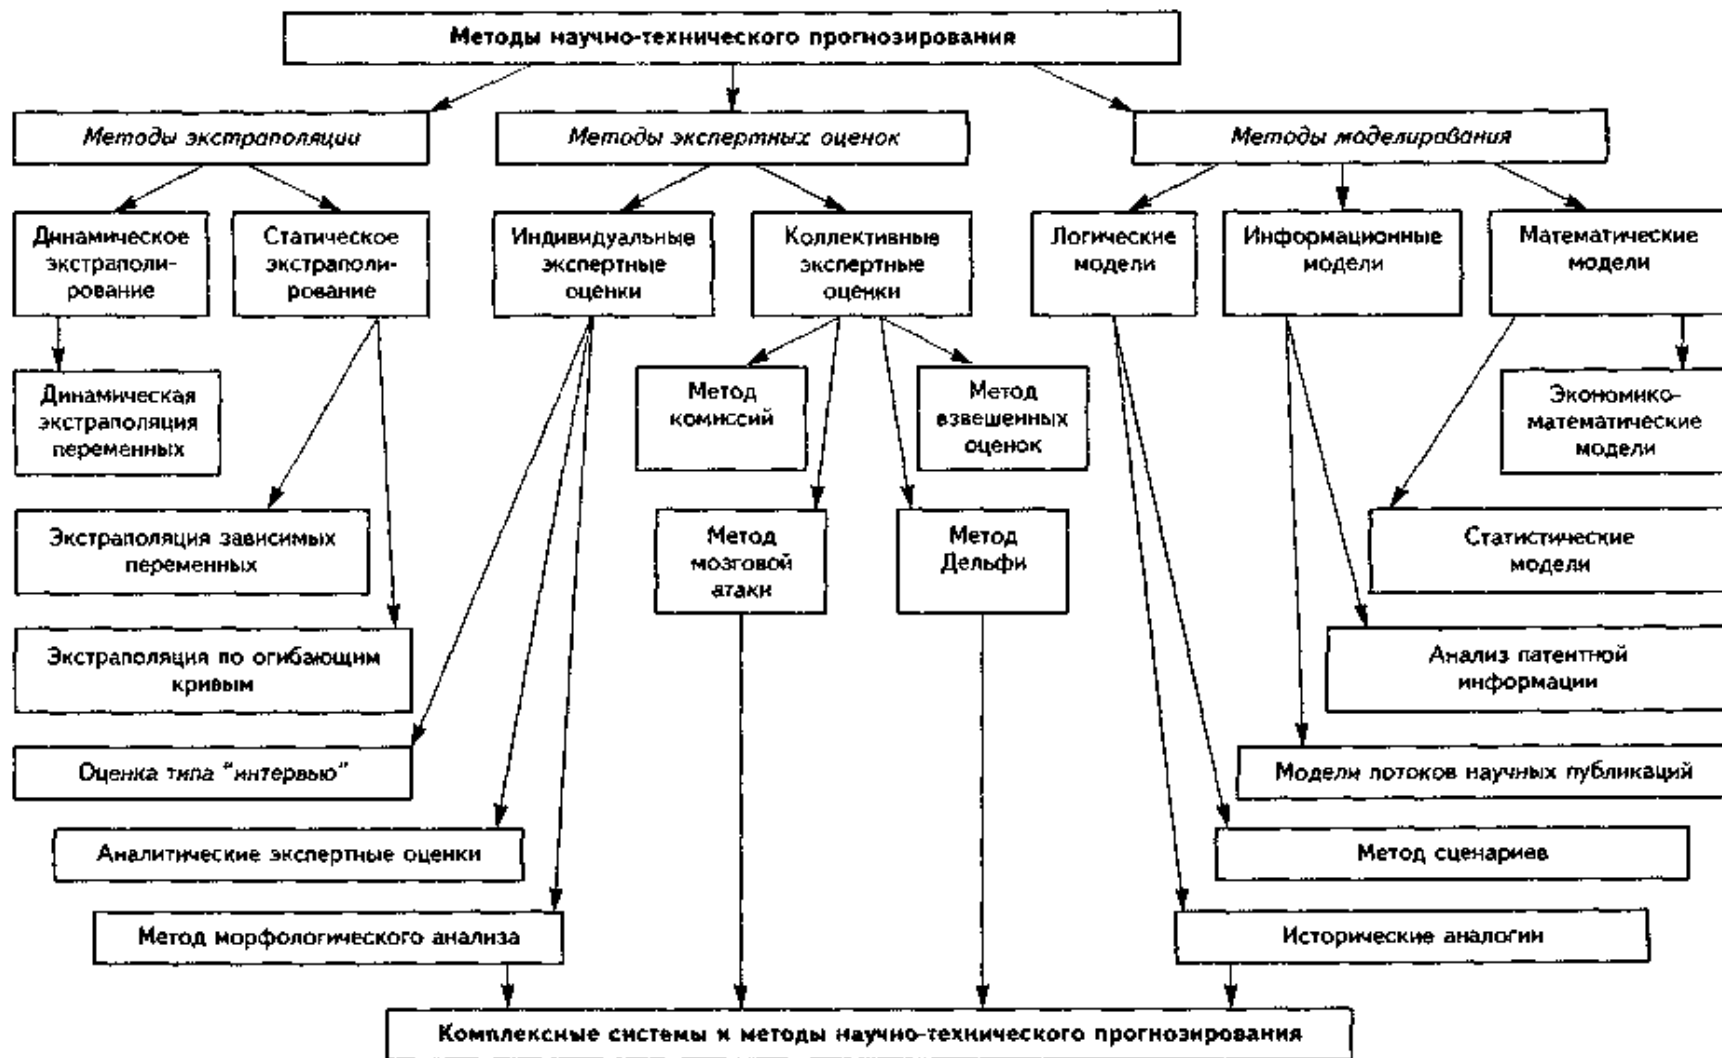 Методы научно-технического прогнозирования
Методы экстраполяции
Методы экспертных оценок
Методы моделирования
Динамическое
экстраполи-
рование
Статическое
экстраполи-
рование
Индивидуальные
экспертные
оценки
Коллективные
экспертные
оценки
Логические
модели
Информационные
модели
Математические
модели
Динамическая
экстраполяция
переменных
Метод
комиссий
Метод
взвешенных
оценок
Экономико-
математические
модели
Экстраполяция зависимых
переменных
Метод
мозговой
атаки
Метод
Дельфи
Статистические
модели
Экстраполяция по огибающим
кривым
Анализ патентной
информации
Оценка типа "интервью"
Модели потоков научных публикаций
Аналитические экспертные оценки
Метод сценариев
Метод морфологического анализа
Исторические аналогии
Комплексные системы и методы научно-технического прогнозирования